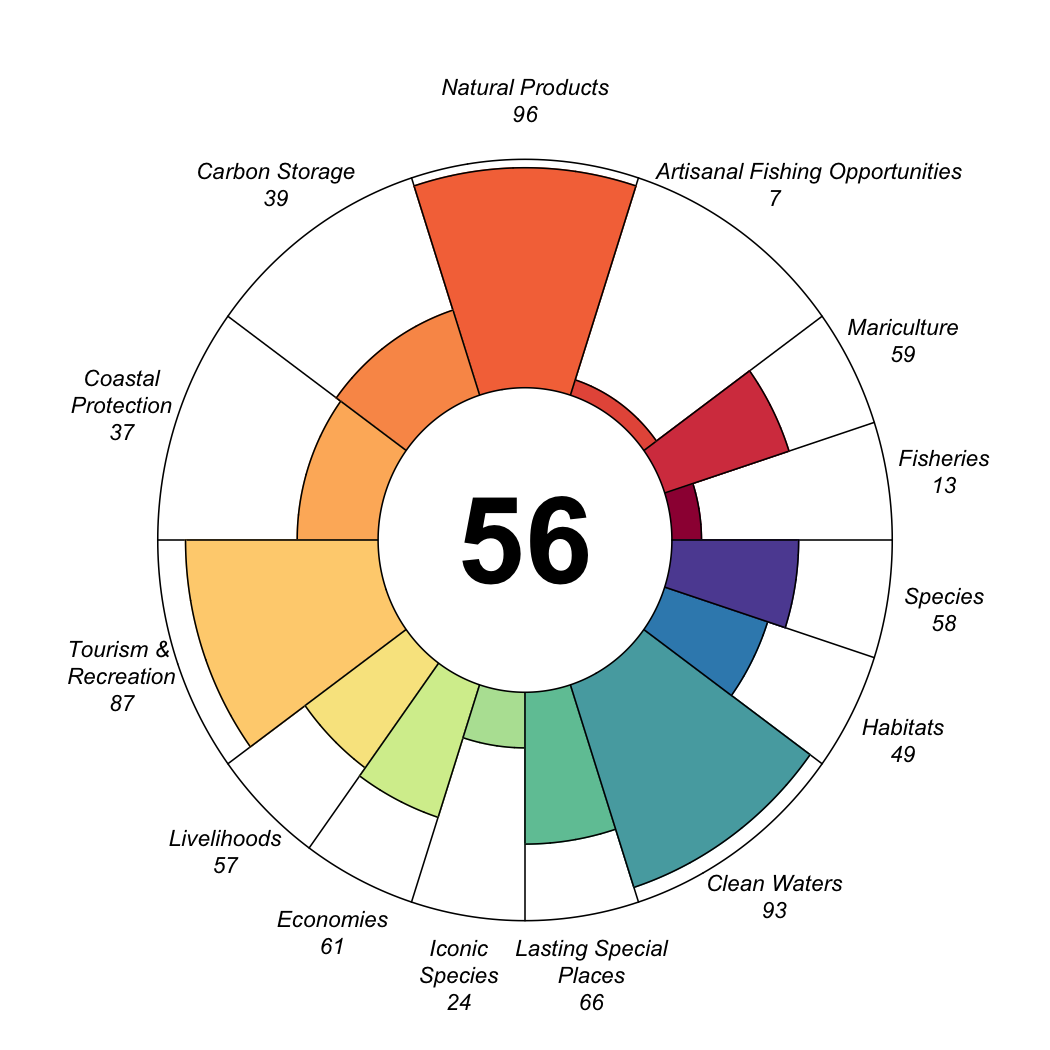 Natural Products
96
Carbon Storage
39
Artisanal Fishing Opportunities
7
Mariculture
59
Coastal
Protection
37
Fisheries
13
56
Species
58
Tourism &
Recreation
87
Habitats
49
Livelihoods
57
Clean Waters
93
Economies
61
Iconic
Species
24
Lasting Special
Places
66